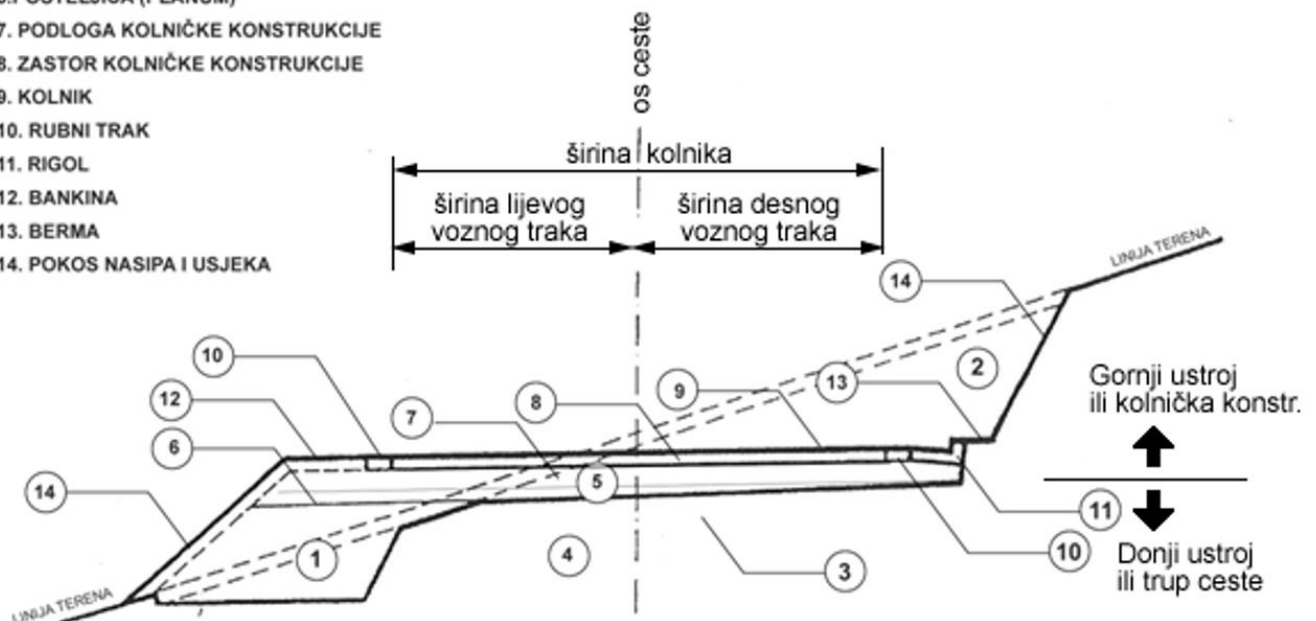 7. PODLOGA KOLNIČKE KONSTRUKCIJE
8. ZASTOR KOLNIČKE KONSTRUKCIJE
9. KOLNIK
10. RUBNI TRAK
11. RIGOL
12. BANKINA
13. BERMA
14. POKOS NASIPA I USJEKA
os ceste
širina kolnika
širina lijevog
voznog traka
širina desnog
voznog traka
LINIJA TERENA
14
10
2
13
12
9
8
7
6
Gornji ustroj
ili kolnička konstr.
5
14
11
1
4
3
10
Donji ustroj
ili trup ceste
LINIJA TERENA